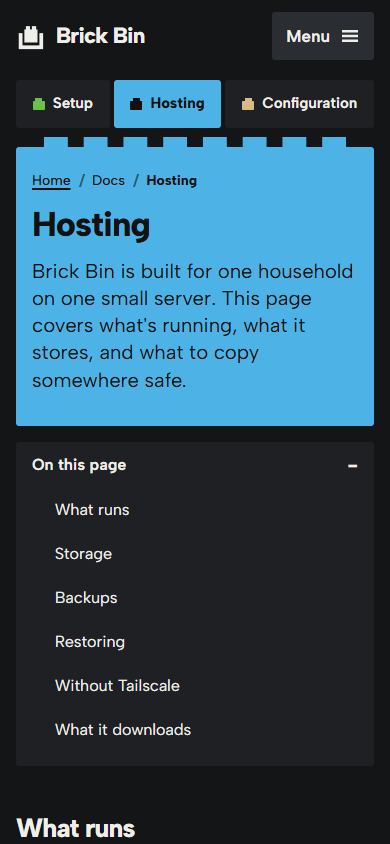 Brick Bin
Menu
Setup
Hosting
Configuration
Home / Docs / Hosting
Hosting
Brick Bin is built for one household
on one small server. This page
covers what's running, what it
stores, and what to copy
somewhere safe.
On this page
What runs
Storage
Backups
Restoring
Without Tailscale
What it downloads
What runs